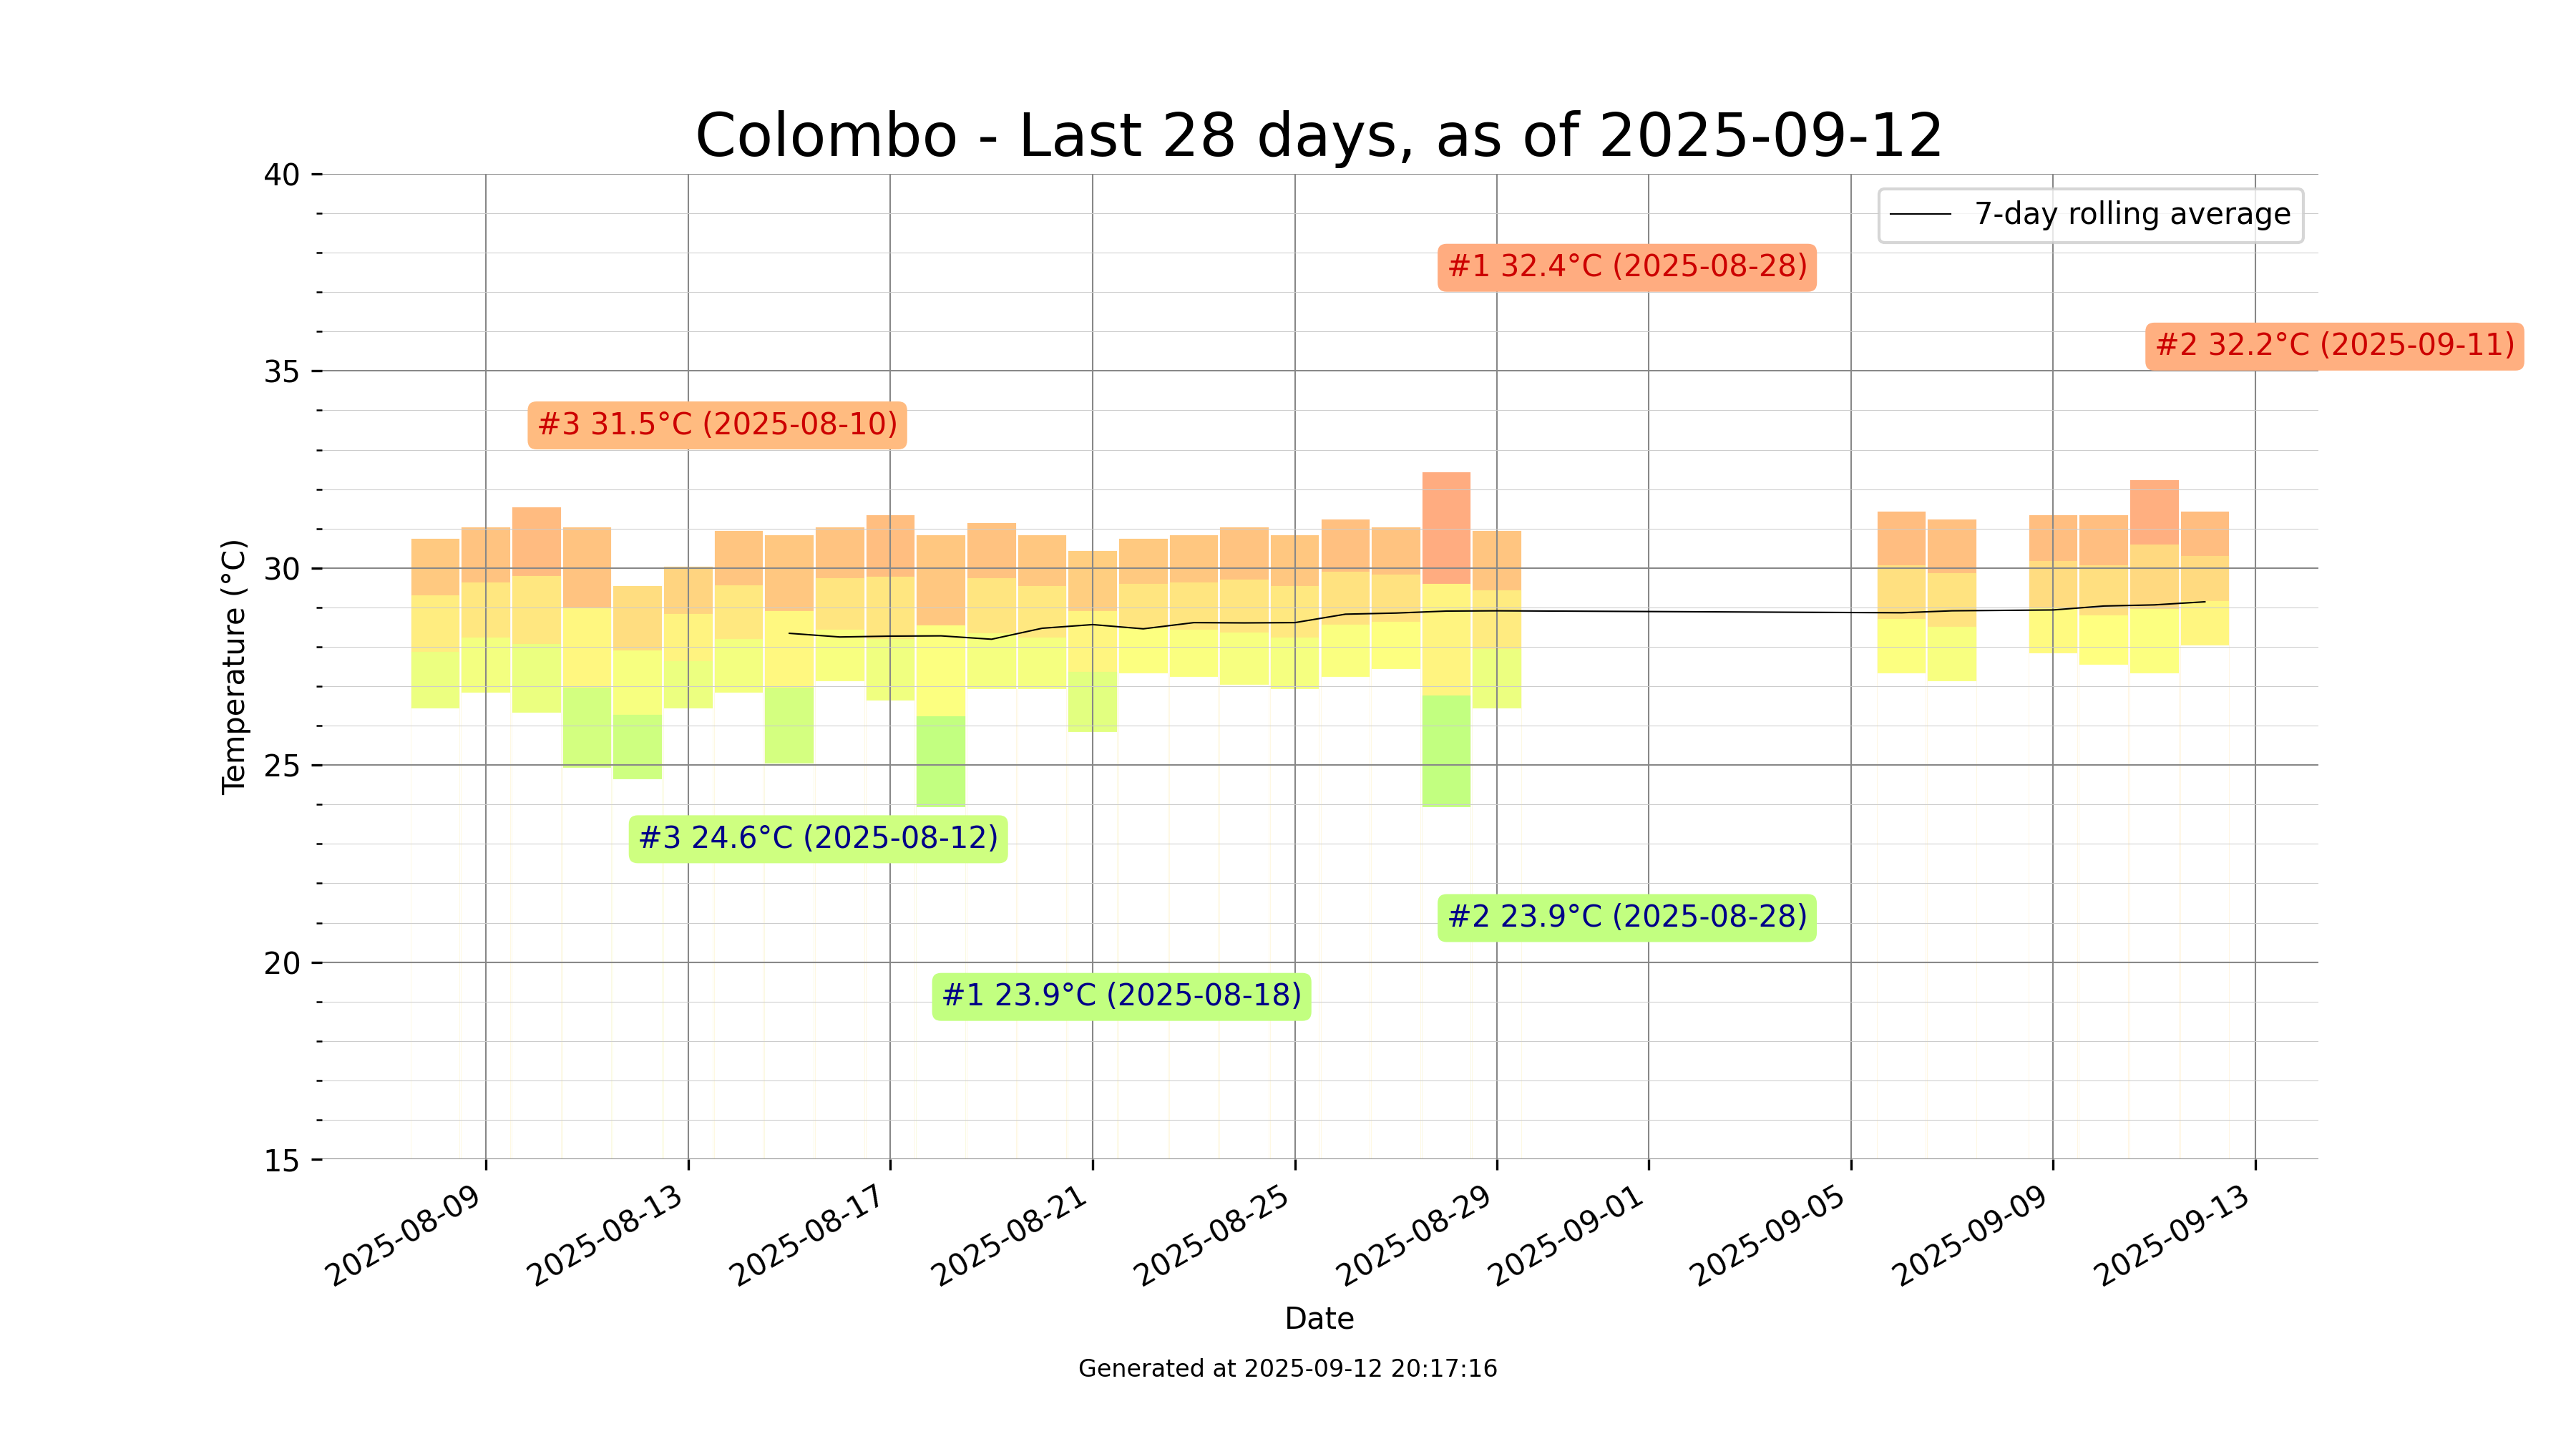 Colombo - Last 28 days, as of 2025-09-12
7-day rolling average
#1 32.4°C (2025-08-28)
#2 32.2°C (2025-09-11)
#3 31.5°C (2025-08-10)
#3 24.6°C (2025-08-12)
#2 23.9°C (2025-08-28)
#1 23.9°C (2025-08-18)
Temperature (°C)
40
35
30
25
20
15
2025-08-09
2025-08-13
2025-08-17
2025-08-21
2025-08-25
2025-08-29
2025-09-01
2025-09-05
2025-09-09
2025-09-13
Date
Generated at 2025-09-12 20:17:16